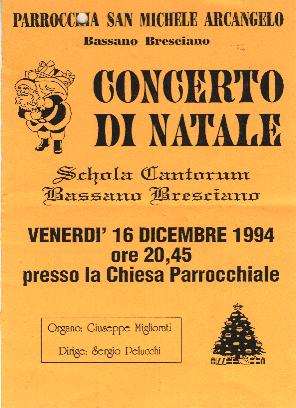 PARROCCHIA SAN MICHELE ARCANGELO
Bassano Bresciano
CONCERTO
DI NATALE
Schola Cantorum
Bassano Bresciano
VENERDI' 16 DICEMBRE 1994
ore 20,45
presso la Chiesa Parrocchiale
Organo: Giuseppe Migliorati
Dirige: Sergio Pelucchi